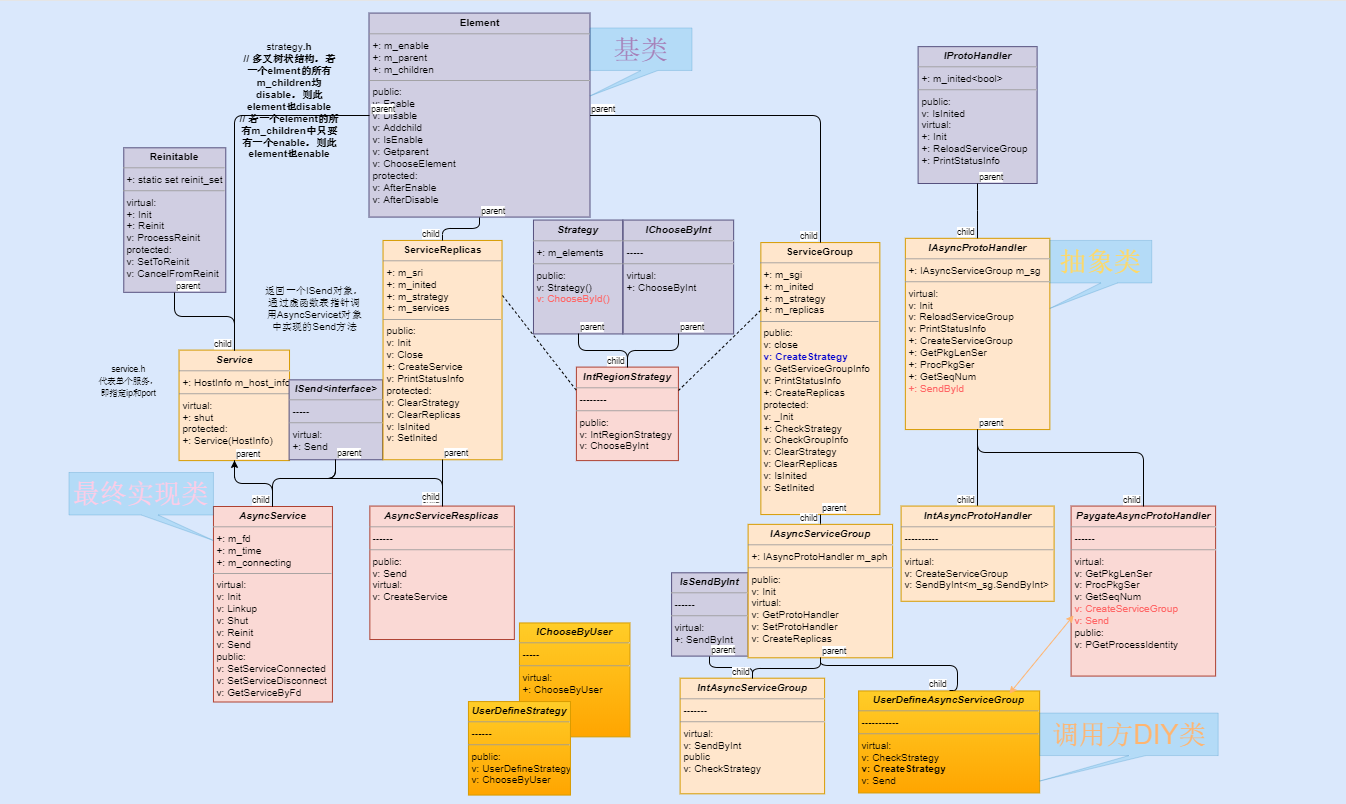 Element
+: m_enable
+: m_parent
+: m_children
public:
v: Enable
v: Disable
v: Addchild
v: IsEnable
v: Getparent
v: ChooseElement
protected:
v: AfterEnable
v: AfterDisable
parent
parent
parent
基类
strategy.h
// 多叉树状结构。若
一个elment的所有
m_children均
disable。则此
element也disable
// 若一个element的所
有m_children中只要
有一个enable。则此
element也enable
IProtoHandler
+: m_inited<bool>
public:
v: IsInited
virtual:
+: Init
+: ReloadServiceGroup
+: PrintStatusInfo
parent
Reinitable
+: static set reinit_set
virtual:
+: Init
+: Reinit
v: ProcessReinit
protected:
v: SetToReinit
v: CancelFromReinit
parent
child
返回一个ISend对象。
通过虚函数表指针调
用AsyncServicet对象
中实现的Send方法
child
ServiceReplicas
+: m_sri
+: m_inited
+: m_strategy
+: m_services
public:
v: Init
v: Close
+: CreateService
v: PrintStatusInfo
protected:
v: ClearStrategy
v: ClearReplicas
v: IsInited
v: SetInited
parent
Strategy
+: m_elements
public:
v: Strategy()
v: ChooseById()
parent
IChooseByInt
-----
virtual:
+: ChooseByInt
parent
child
IntRegionStrategy
--------
public:
v: IntRegionStrategy
v: ChooseByInt
child
ServiceGroup
+: m_sgi
+: m_inited
+: m_strategy
+: m_replicas
public:
v: close
v: CreateStrategy
v: GetServiceGroupInfo
v: PrintStatusInfo
+: CreateReplicas
protected:
v: _Init
+: CheckStrategy
v: CheckGroupInfo
v: ClearStrategy
v: ClearReplicas
v: IsInited
v: SetInited
parent
child
IAsyncProtoHandler
+: IAsyncServiceGroup m_sg
virtual:
v: Init
v: ReloadServiceGroup
v: PrintStatusInfo
+: CreateServiceGroup
+: GetPkgLenSer
+: ProcPkgSer
+: GetSeqNum
+: SendById
parent
抽象类
service.h
代表单个服务,
即指定ip和port
Service
+: HostInfo m_host_info
virtual:
+: shut
protected:
+: Service(HostInfo)
parent
ISend<interface>
-----
virtual:
+: Send
parent
最终实现类
child
AsyncService
+: m_fd
+: m_time
+: m_connecting
virtual:
v: Init
v: Linkup
v: Shut
v: Reinit
v: Send
public:
v: SetServiceConnected
v: SetServiceDisconnect
v: GetServiceByFd
child
AsyncServiceResplicas
------
public:
v: Send
virtual:
v: CreateService
child
IAsyncServiceGroup
+: IAsyncProtoHandler m_aph
public:
v: Init
virtual:
v: GetProtoHandler
v: SetProtoHandler
v: CreateReplicas
parent
IsSendByInt
------
virtual:
+: SendByInt
parent
child
IntAsyncProtoHandler
----------
virtual:
v: CreateServiceGroup
v: SendByInt<m_sg.SendByInt>
child
PaygateAsyncProtoHandler
------
virtual:
v: GetPkgLenSer
v: ProcPkgSer
v: GetSeqNum
v: CreateServiceGroup
v: Send
public:
v: PGetProcessIdentity
IChooseByUser
-----
virtual:
+: ChooseByUser
UserDefineStrategy
------
public:
v: UserDefineStrategy
v: ChooseByUser
child
IntAsyncServiceGroup
-------
virtual:
v: SendByInt
public
v: CheckStrategy
child
UserDefineAsyncServiceGroup
-----------
virtual:
v: CheckStrategy
v: CreateStrategy
v: Send
调用方DIY类